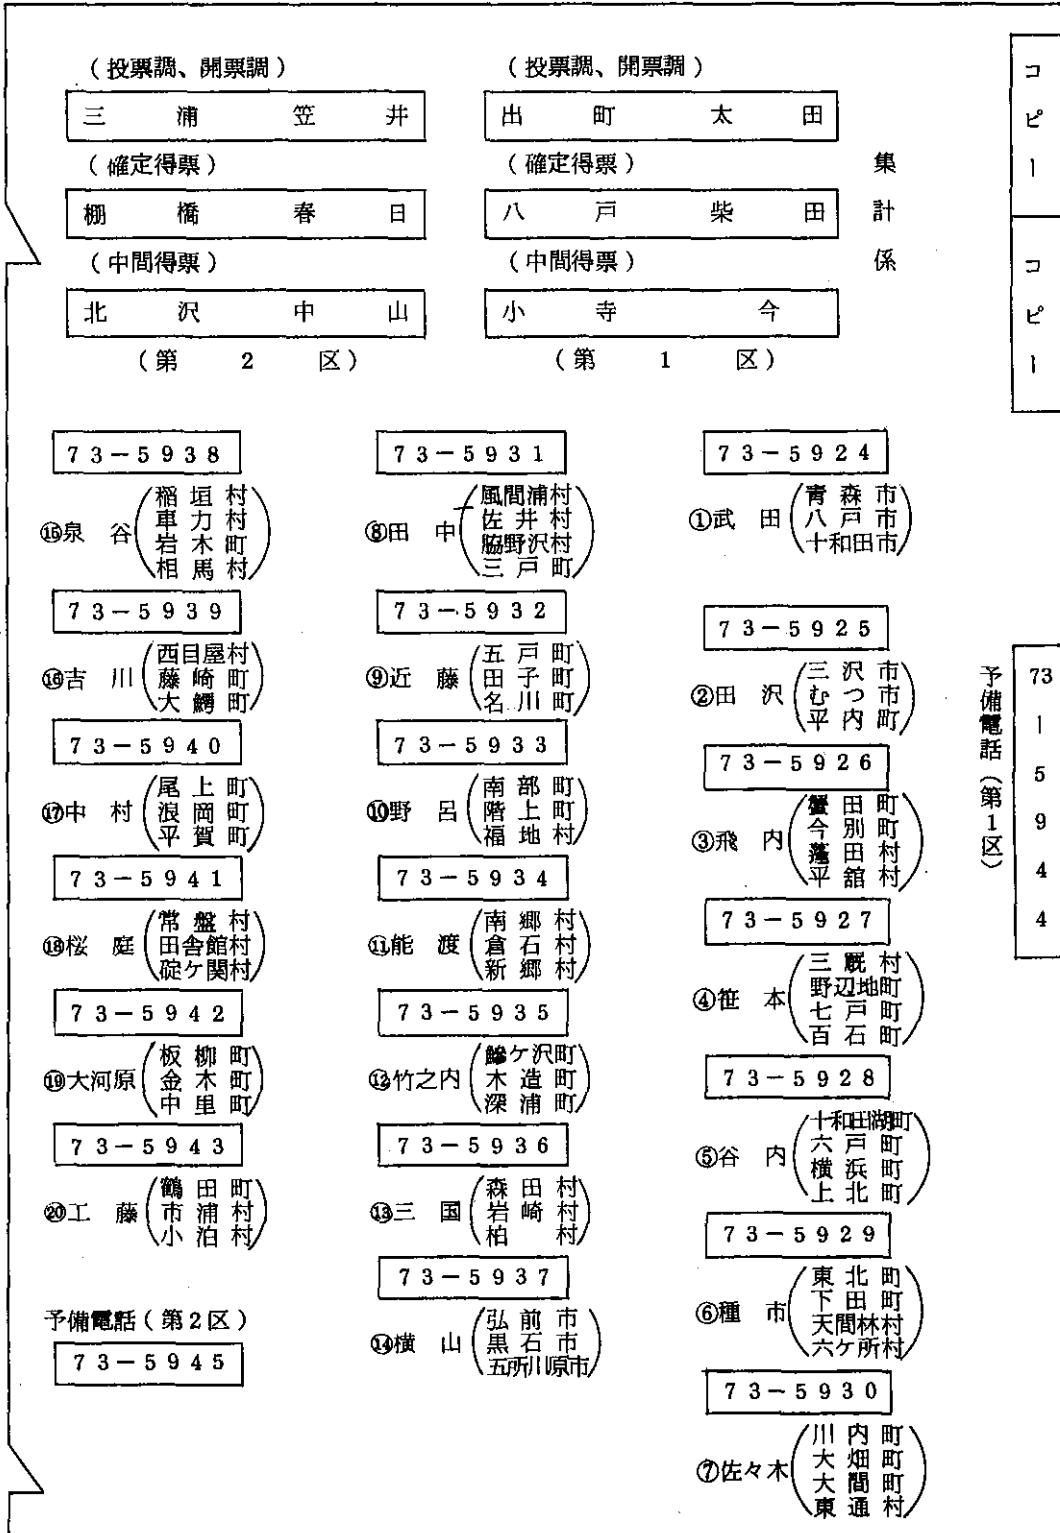 (投票調、開票調)
三浦 笠井
(確定得票)
棚橋 春日
(中間得票)
北沢 中山
(第2区)
(投票調、開票調)
出町 太田
(確定得票)
八戸 柴田
(中間得票)
小寺 今
(第1区)
集計係
コピー
コピー
73-5924
①武田
青森市
八戸市
十和田市
73-5925
②田沢
三沢市
むつ市
平内町
73-5926
③飛内
蟹田町
今別町
蓬田村
平舘村
73-5927
④笹本
三厩村
野辺地町
七戸町
百石町
73-5928
⑤谷内
十和田湖町
六戸町
横浜町
上北町
73-5929
⑥種市
東北町
下田町
天間林村
六ケ所村
73-5930
⑦佐々木
川内町
大畑町
大間町
東通村
予備電話(第1区)
73-5944
73-5931
⑧田中
風間浦村
佐井村
脇野沢村
三戸町
73-5932
⑨近藤
五戸町
田子町
名川町
73-5933
⑩野呂
南部町
階上町
福地村
73-5934
⑪能渡
南郷村
倉石村
新郷村
73-5935
⑫竹之内
鰺ケ沢町
木造町
深浦町
73-5936
⑬三国
森田村
岩崎村
柏村
73-5937
⑭横山
弘前市
黒石市
五所川原市
73-5938
⑮泉谷
稲垣村
車力村
岩木町
相馬村
73-5939
⑯吉川
西目屋村
藤崎町
大鰐町
73-5940
⑰中村
尾上町
浪岡町
平賀町
73-5941
⑱桜庭
常盤村
田舎館村
碇ケ関村
73-5942
⑲大河原
板柳町
金木町
中里町
73-5943
⑳工藤
鶴田町
市浦村
小泊村
予備電話(第2区)
73-5945